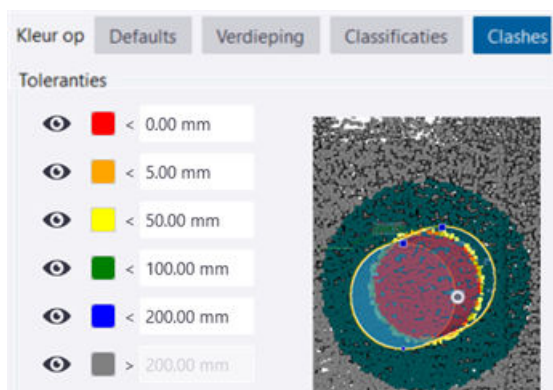 Kleur op Defaults Verdieping Classificaties Clashes
Toleranties
< 0.00 mm
< 5.00 mm
< 50.00 mm
< 100.00 mm
< 200.00 mm
> 200.00 mm